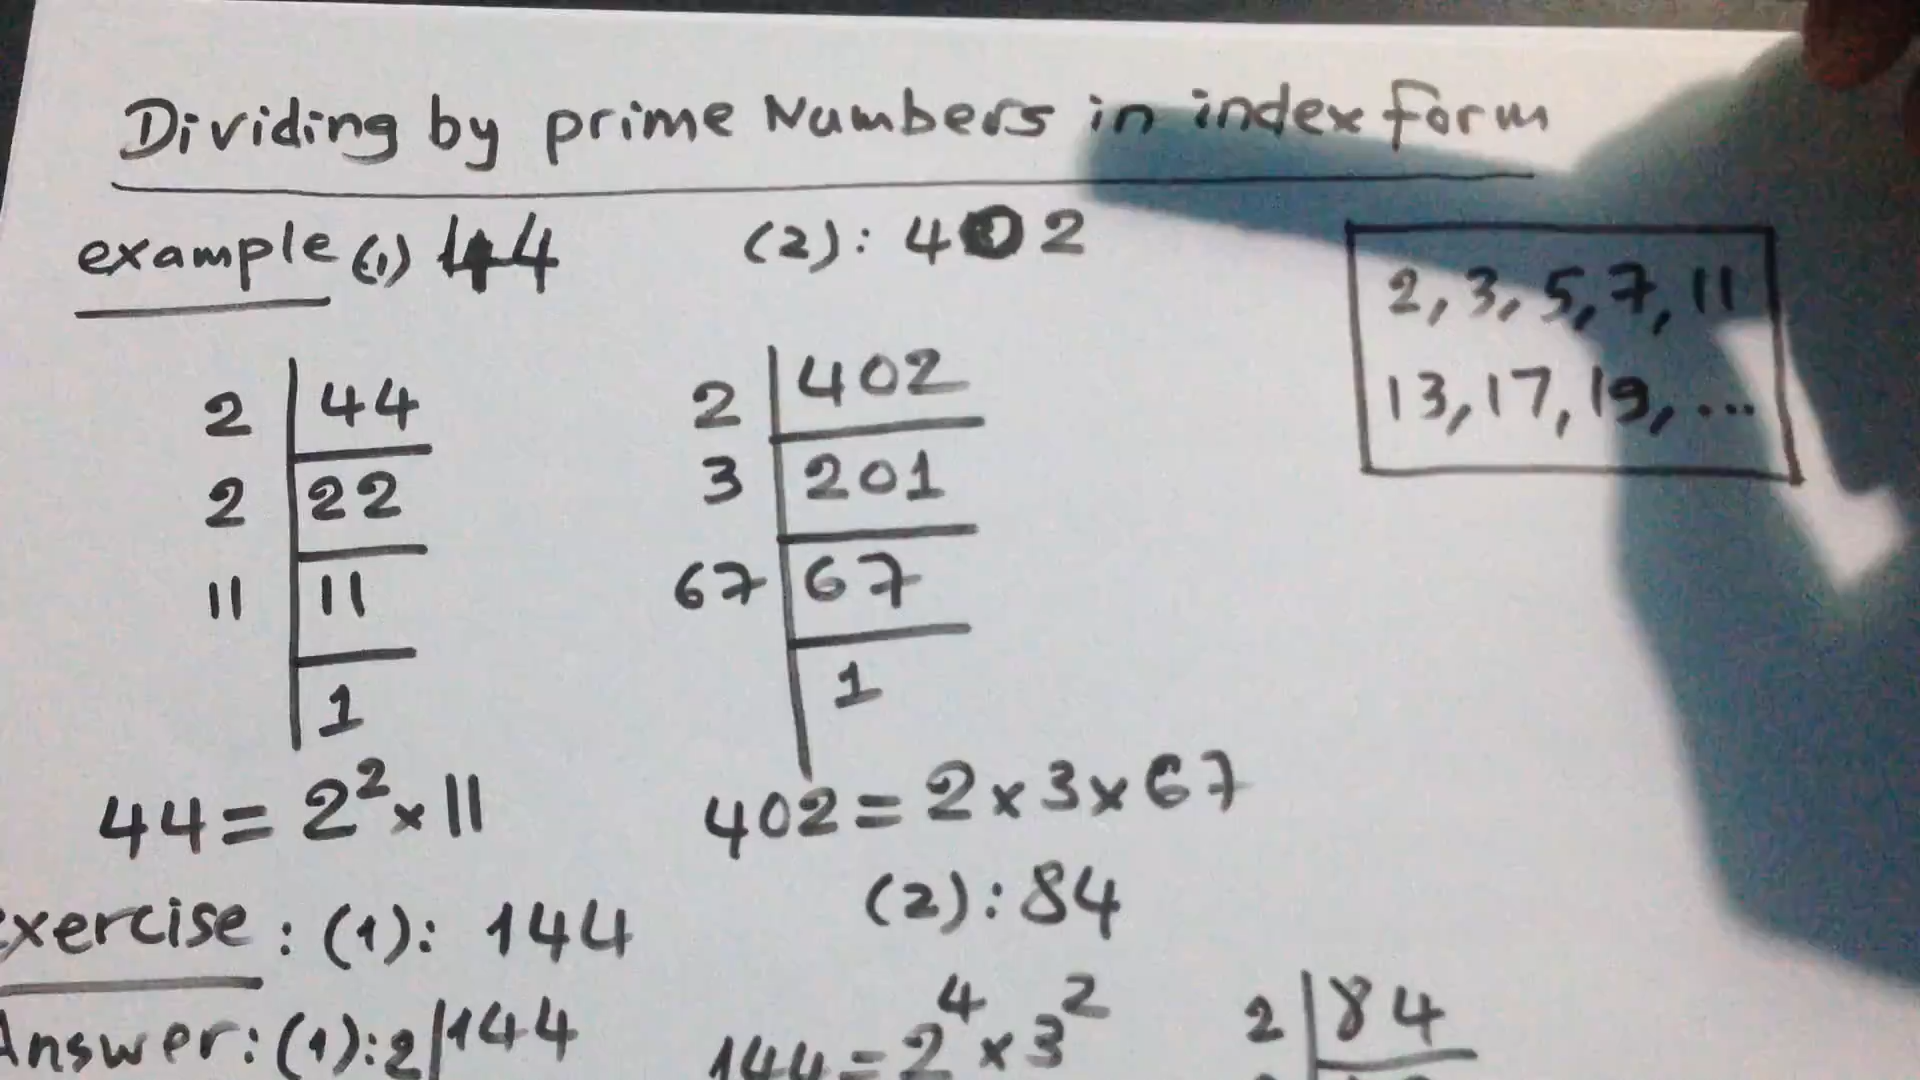 Dividing by prime Numbers in index form
example (1) 44 (2): 402
2, 3, 5, 7, 11
13, 17, 19, ...
2 | 44
2 | 22
11 | 11
1
2 | 402
3 | 201
67 | 67
1
44 = 2² × 11
402 = 2 × 3 × 67
exercise : (1): 144 (2): 84
Answer: (1): 2 | 144
144 = 2⁴ × 3²
2 | 84